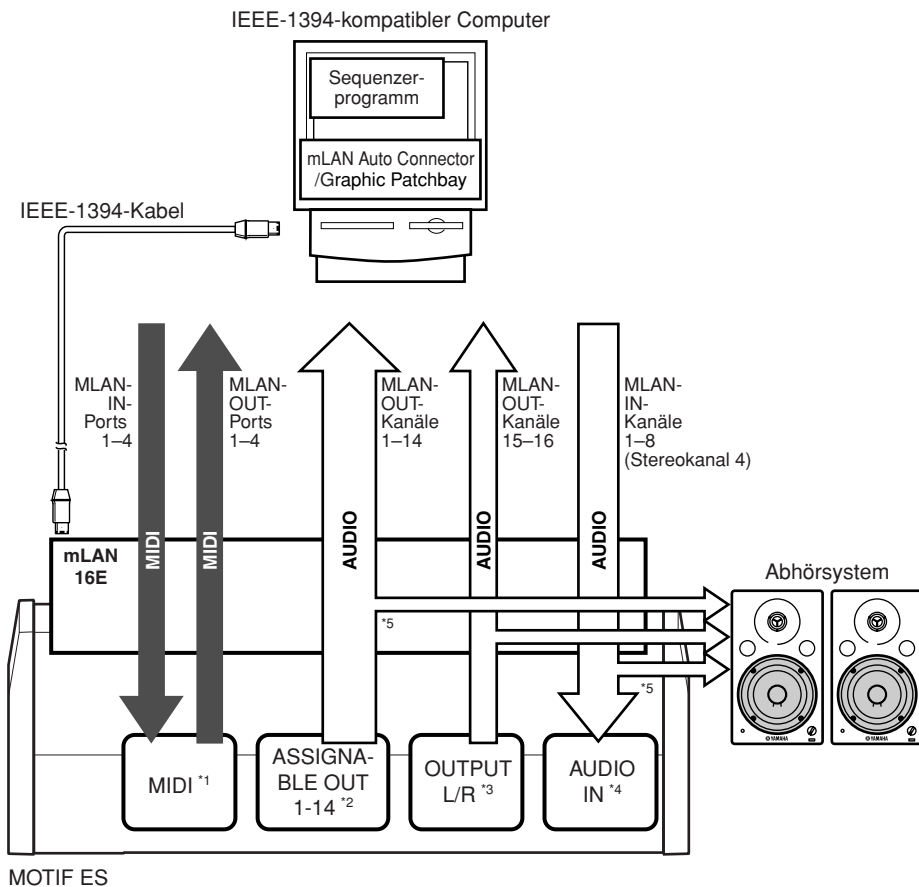 IEEE-1394-kompatibler Computer
Sequenzer-
programm
mLAN Auto Connector
/Graphic Patchbay
IEEE-1394-Kabel
MLAN-
IN-
Ports
1–4
MLAN-
OUT-
Ports
1–4
MLAN-
OUT-
Kanäle
1–14
MLAN-
OUT-
Kanäle
15–16
MLAN-
IN-
Kanäle
1–8
(Stereokanal 4)
MIDI
MIDI
AUDIO
AUDIO
AUDIO
mLAN
16E
Abhörsystem
*5
*5
YAMAHA
YAMAHA
MIDI *1
ASSIGNA-
BLE OUT
1-14 *2
OUTPUT
L/R *3
AUDIO
IN *4
MOTIF ES